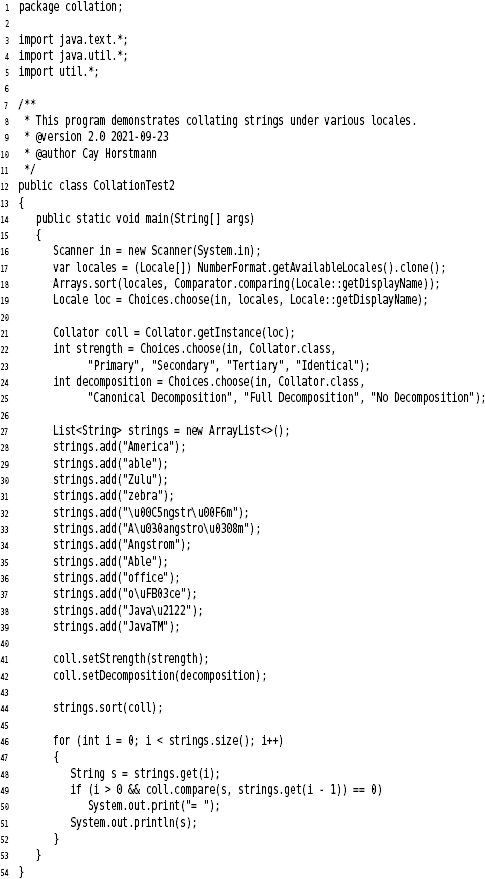 1 package collation;
2
3 import java.text.*;
4 import java.util.*;
5 import util.*;
6
7 /**
8  * This program demonstrates collating strings under various locales.
9  * @version 2.0 2021-09-23
10  * @author Cay Horstmann
11  */
12 public class CollationTest2
13 {
14    public static void main(String[] args)
15    {
16       Scanner in = new Scanner(System.in);
17       var locales = (Locale[]) NumberFormat.getAvailableLocales().clone();
18       Arrays.sort(locales, Comparator.comparing(Locale::getDisplayName));
19       Locale loc = Choices.choose(in, locales, Locale::getDisplayName);
20
21       Collator coll = Collator.getInstance(loc);
22       int strength = Choices.choose(in, Collator.class,
23             "Primary", "Secondary", "Tertiary", "Identical");
24       int decomposition = Choices.choose(in, Collator.class,
25             "Canonical Decomposition", "Full Decomposition", "No Decomposition");
26
27       List<String> strings = new ArrayList<>();
28       strings.add("America");
29       strings.add("able");
30       strings.add("Zulu");
31       strings.add("zebra");
32       strings.add("\u00C5ngstr\u00F6m");
33       strings.add("A\u030angstro\u0308m");
34       strings.add("Angstrom");
35       strings.add("Able");
36       strings.add("office");
37       strings.add("o\uFB03ce");
38       strings.add("Java\u2122");
39       strings.add("JavaTM");
40
41       coll.setStrength(strength);
42       coll.setDecomposition(decomposition);
43
44       strings.sort(coll);
45
46       for (int i = 0; i < strings.size(); i++)
47       {
48          String s = strings.get(i);
49          if (i > 0 && coll.compare(s, strings.get(i - 1)) == 0)
50             System.out.print("= ");
51          System.out.println(s);
52       }
53    }
54 }